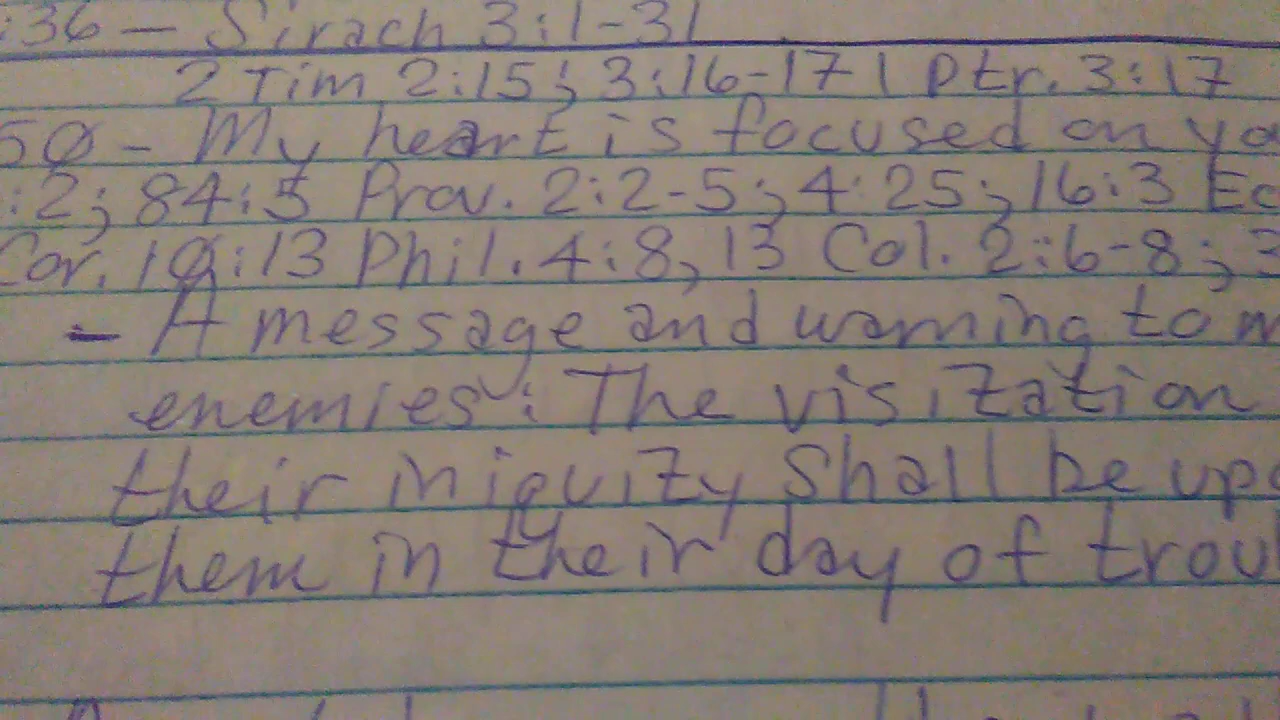 :36 - Sirach 3:1-31
2 Tim 2:15; 3:16-17 1 Ptr. 3:17
50 - My heart is focused on yo
:2; 84:5 Prov. 2:2-5; 4:25; 16:3 Ec
Cor. 10:13 Phil. 4:8, 13 Col. 2:6-8; 3
- A message and warning to m
enemies: The visitation
their iniquity shall be upo
them in their day of troub